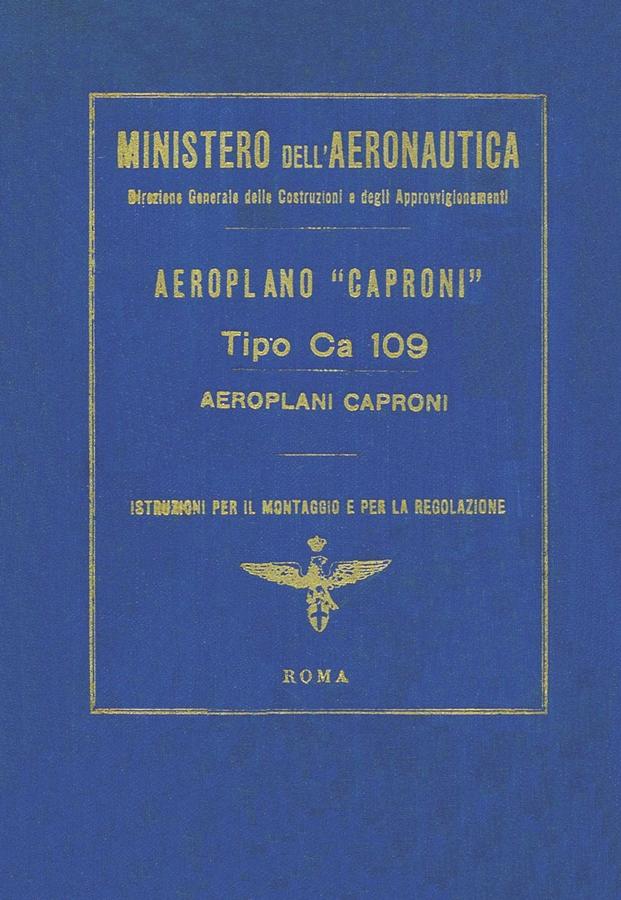 MINISTERO DELL'AERONAUTICA
Direzione Generale delle Costruzioni e degli Approvvigionamenti
AEROPLANO "CAPRONI"
Tipo Ca 109
AEROPLANI CAPRONI
ISTRUZIONI PER IL MONTAGGIO E PER LA REGOLAZIONE
ROMA